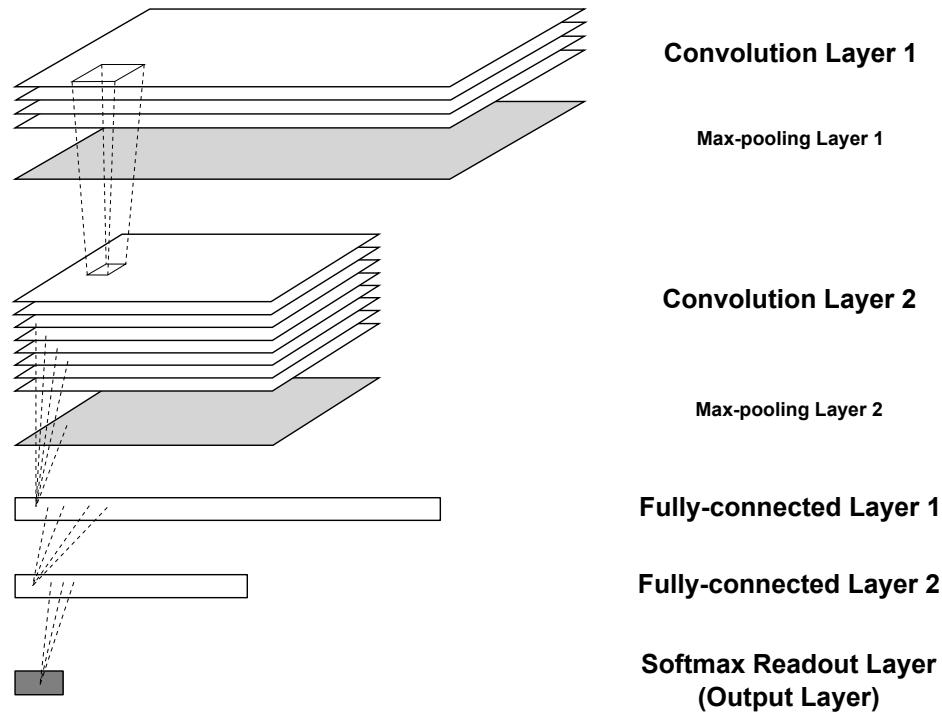 Convolution Layer 1
Max-pooling Layer 1
Convolution Layer 2
Max-pooling Layer 2
Fully-connected Layer 1
Fully-connected Layer 2
Softmax Readout Layer
(Output Layer)